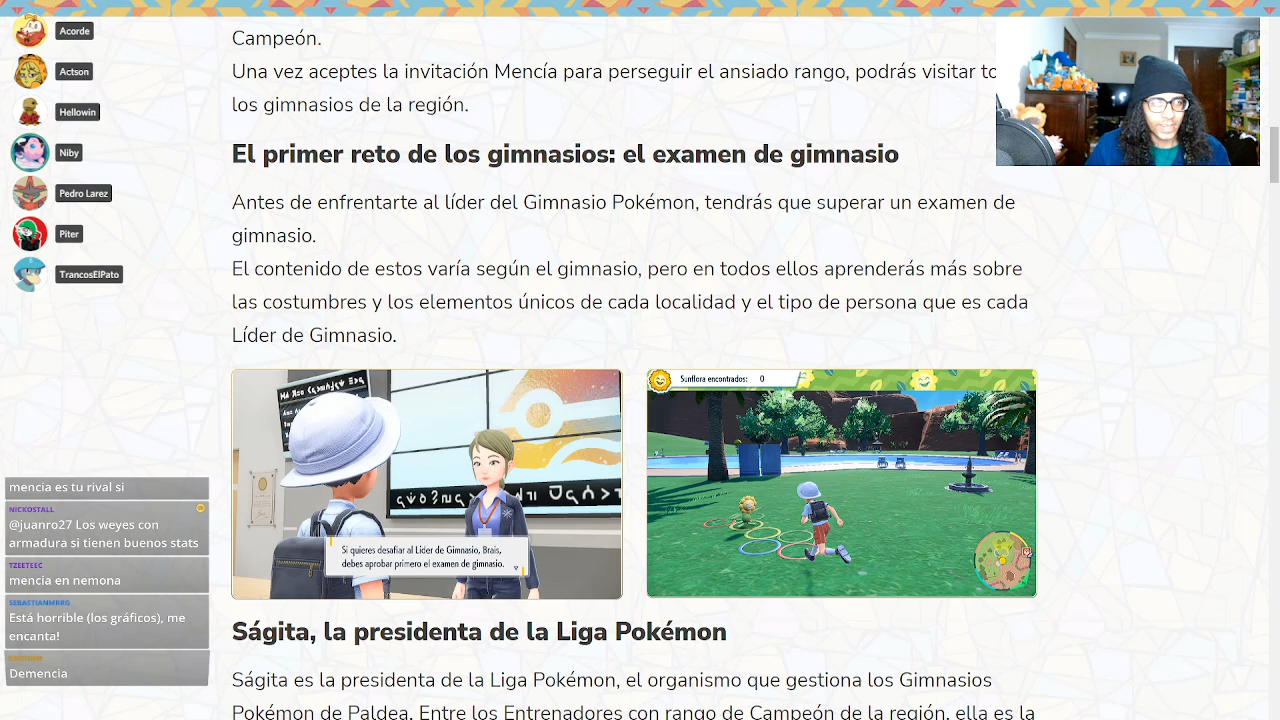 Acorde
Actson
Hellowin
Niby
Pedro Larez
Piter
TrancosElPato
mencia es tu rival si
NICKOSTALL
@juanro27 Los weyes con
armadura si tienen buenos stats
TZEETEEC
mencia en nemona
SEBASTIANMRRG
Está horrible (los gráficos), me
encanta!
Demencia
Campeón.
Una vez aceptes la invitación Mencía para perseguir el ansiado rango, podrás visitar to
los gimnasios de la región.
El primer reto de los gimnasios: el examen de gimnasio
Antes de enfrentarte al líder del Gimnasio Pokémon, tendrás que superar un examen de
gimnasio.
El contenido de estos varía según el gimnasio, pero en todos ellos aprenderás más sobre
las costumbres y los elementos únicos de cada localidad y el tipo de persona que es cada
Líder de Gimnasio.
Si quieres desafiar al Líder de Gimnasio, Brais,
debes aprobar primero el examen de gimnasio.
Sunflora encontrados: 0
Ságita, la presidenta de la Liga Pokémon
Ságita es la presidenta de la Liga Pokémon, el organismo que gestiona los Gimnasios
Pokémon de Paldea. Entre los Entrenadores con rango de Campeón de la región, ella es la